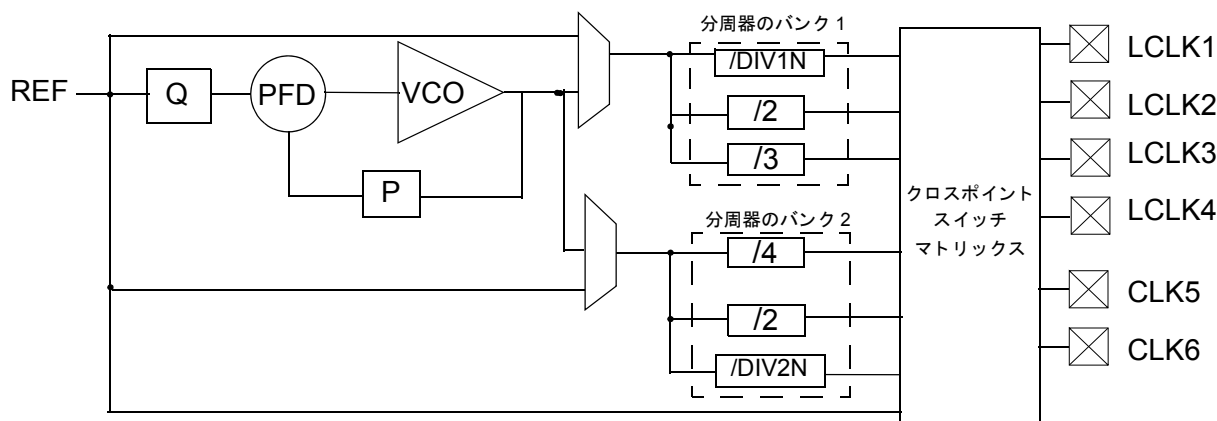 分周器のバンク 1
/DIV1N
/2
/3
REF
Q
PFD
VCO
P
分周器のバンク 2
/4
/2
/DIV2N
クロスポイント
スイッチ
マトリックス
LCLK1
LCLK2
LCLK3
LCLK4
CLK5
CLK6